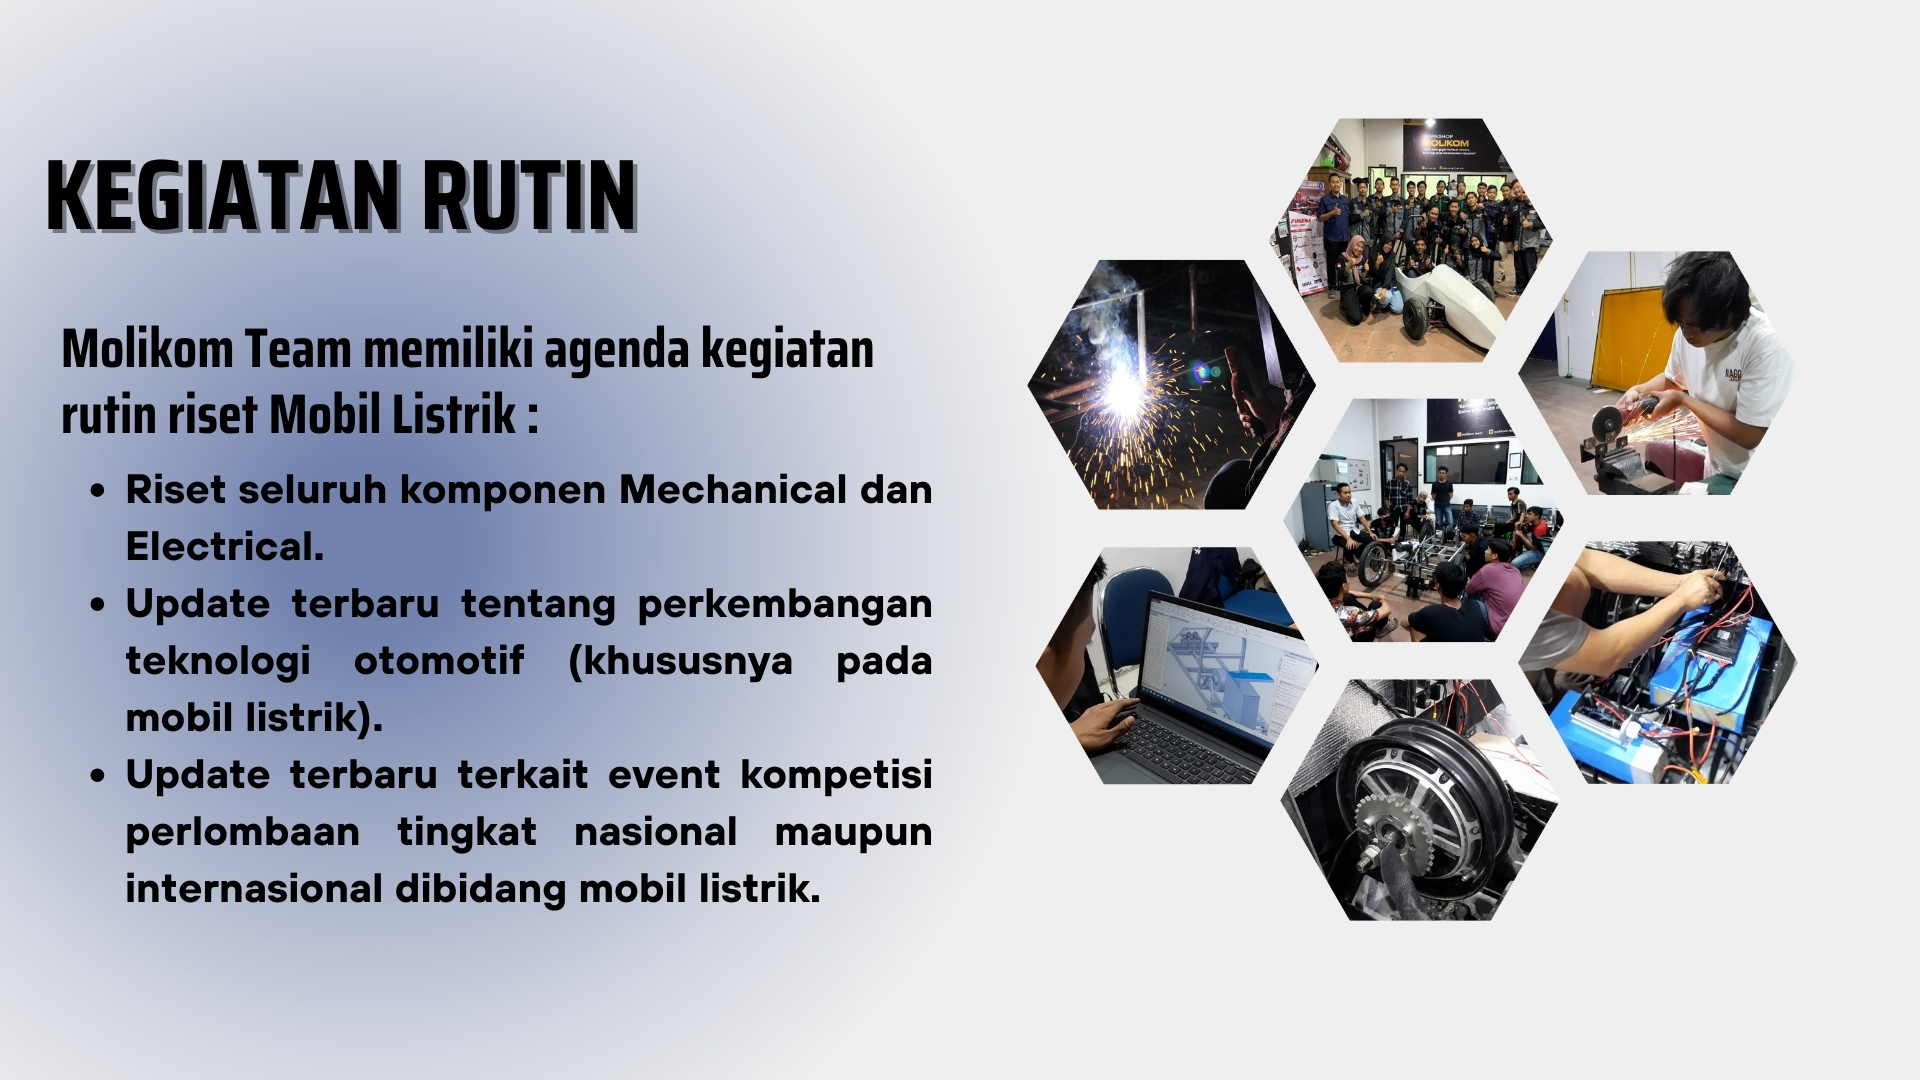 KEGIATAN RUTIN
Molikom Team memiliki agenda kegiatan
rutin riset Mobil Listrik :
• Riset seluruh komponen Mechanical dan
Electrical.
• Update terbaru tentang perkembangan
teknologi otomotif (khususnya pada
mobil listrik).
• Update terbaru terkait event kompetisi
perlombaan tingkat nasional maupun
internasional dibidang mobil listrik.
WORKSHOP
MOLIKOM